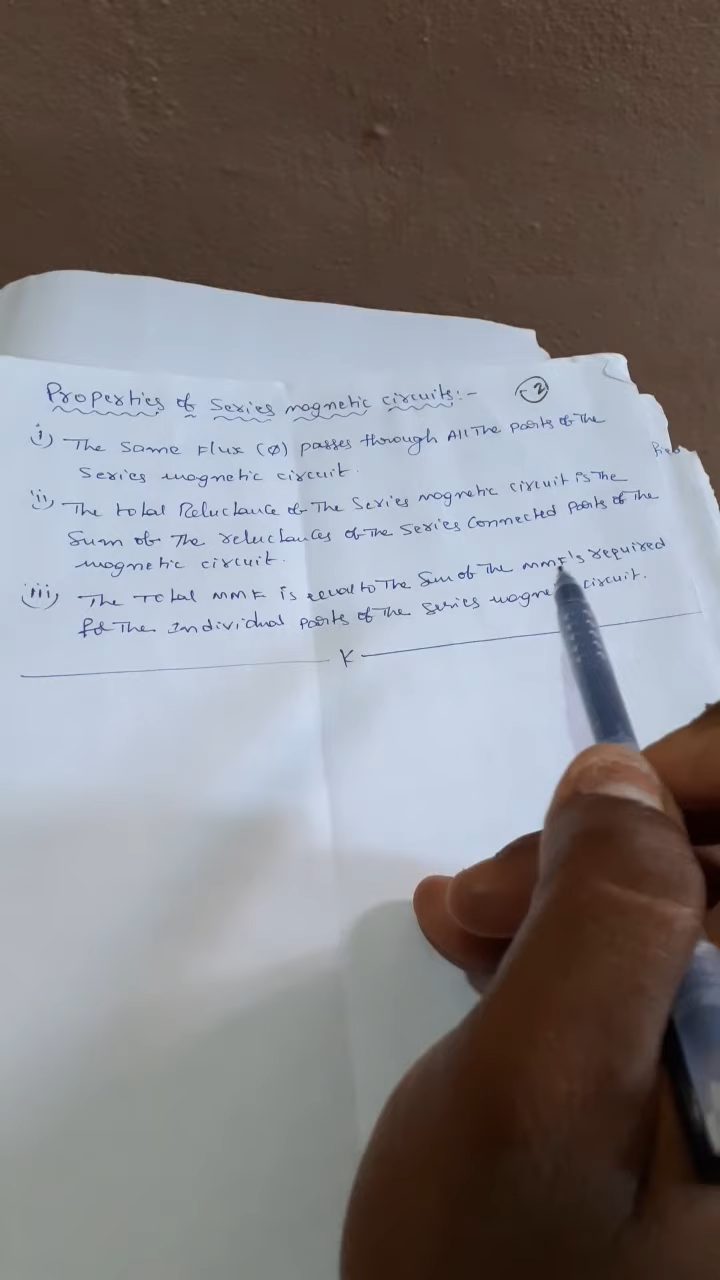 Properties of Series magnetic circuits:- 2
i) The Same Flux (Ø) passes through All The parts of The
Series magnetic circuit.
ii) The total Reluctance of The Series magnetic circuit is The
Sum of The reluctances of The Series Connected parts of The
magnetic circuit.
iii) The Total MMF is equal to The Sum of The MMF's required
for The Individual parts of The Series magne circuit.
K